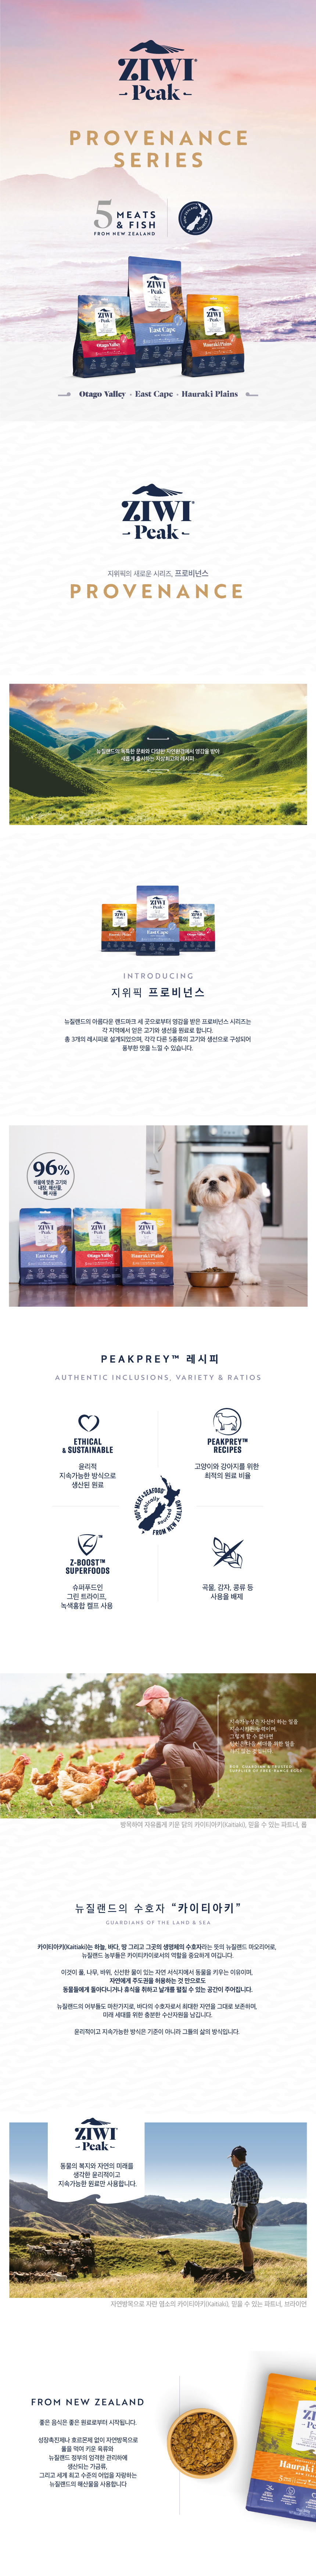 ZIWI
Peak
PROVENANCE
SERIES
5 MEATS
& FISH
FROM NEW ZEALAND
ZIWI
Peak
East Cape
ZIWI
Peak
Otago Valley
ZIWI
Peak
Hauraki Plains
Otago Valley · East Cape · Hauraki Plains
ZIWI
Peak
지위픽의 새로운 시리즈, 프로비넌스
PROVENANCE
뉴질랜드의 독특한 문화와 다양한 자연환경에서 영감을 받아
새롭게 출시하는 지상최고의 레시피
INTRODUCING
지위픽 프로비넌스
뉴질랜드의 아름다운 랜드마크 세 곳으로부터 영감을 받은 프로비넌스 시리즈는
각 지역에서 얻은 고기와 생선을 원료로 합니다.
총 3개의 레시피로 설계되었으며, 각각 다른 5종류의 고기와 생선으로 구성되어
풍부한 맛을 느낄 수 있습니다.
96%
비율에 맞춘 고기와
내장, 해산물,
뼈 사용
ZIWI
Peak
East Cape
ZIWI
Peak
Otago Valley
ZIWI
Peak
Hauraki Plains
PEAKPREY™ 레시피
AUTHENTIC INCLUSIONS, VARIETY & RATIOS
ETHICAL
& SUSTAINABLE
윤리적
지속가능한 방식으로
생산된 원료
PEAKPREY™
RECIPES
고양이와 강아지를 위한
최적의 원료 비율
100% MEAT & SEAFOOD
ethically sourced
FROM NEW ZEALAND
Z-BOOST™
SUPERFOODS
슈퍼푸드인
그린 트라이프,
녹색홍합 켈프 사용
곡물, 감자, 콩류 등
사용을 배제
방목하여 자유롭게 키운 닭의 카이티아키(Kaitiaki), 믿을 수 있는 파트너, 롭
뉴질랜드의 수호자 “카이티아키”
GUARDIANS OF THE LAND & SEA
카이티아키(Kaitiaki)는 하늘, 바다, 땅 그리고 그곳의 생명체의 수호자라는 뜻의 뉴질랜드 마오리어로,
뉴질랜드 농부들은 카이티카이로서의 역할을 중요하게 여깁니다.
이것이 풀, 나무, 바위, 신선한 물이 있는 자연 서식지에서 동물을 키우는 이유이며,
자연에게 주도권을 허용하는 것 만으로도
동물들에게 돌아다니거나 휴식을 취하고 날개를 펼칠 수 있는 공간이 주어집니다.
뉴질랜드의 어부들도 마찬가지로, 바다의 수호자로서 최대한 자연을 그대로 보존하며,
미래 세대를 위한 충분한 수산자원을 남깁니다.
윤리적이고 지속가능한 방식은 기준이 아니라 그들의 삶의 방식입니다.
ZIWI
Peak
동물의 복지와 자연의 미래를
생각한 윤리적이고
지속가능한 원료만 사용합니다.
자연방목으로 자란 염소의 카이티아키(Kaitiaki), 믿을 수 있는 파트너, 브라이언
FROM NEW ZEALAND
좋은 음식은 좋은 원료로부터 시작됩니다.
성장촉진제나 호르몬제 없이 자연방목으로
풀을 먹여 키운 육류와
뉴질랜드 정부의 엄격한 관리하에
생산되는 가금류,
그리고 세계 최고 수준의 어업을 자랑하는
뉴질랜드의 해산물을 사용합니다